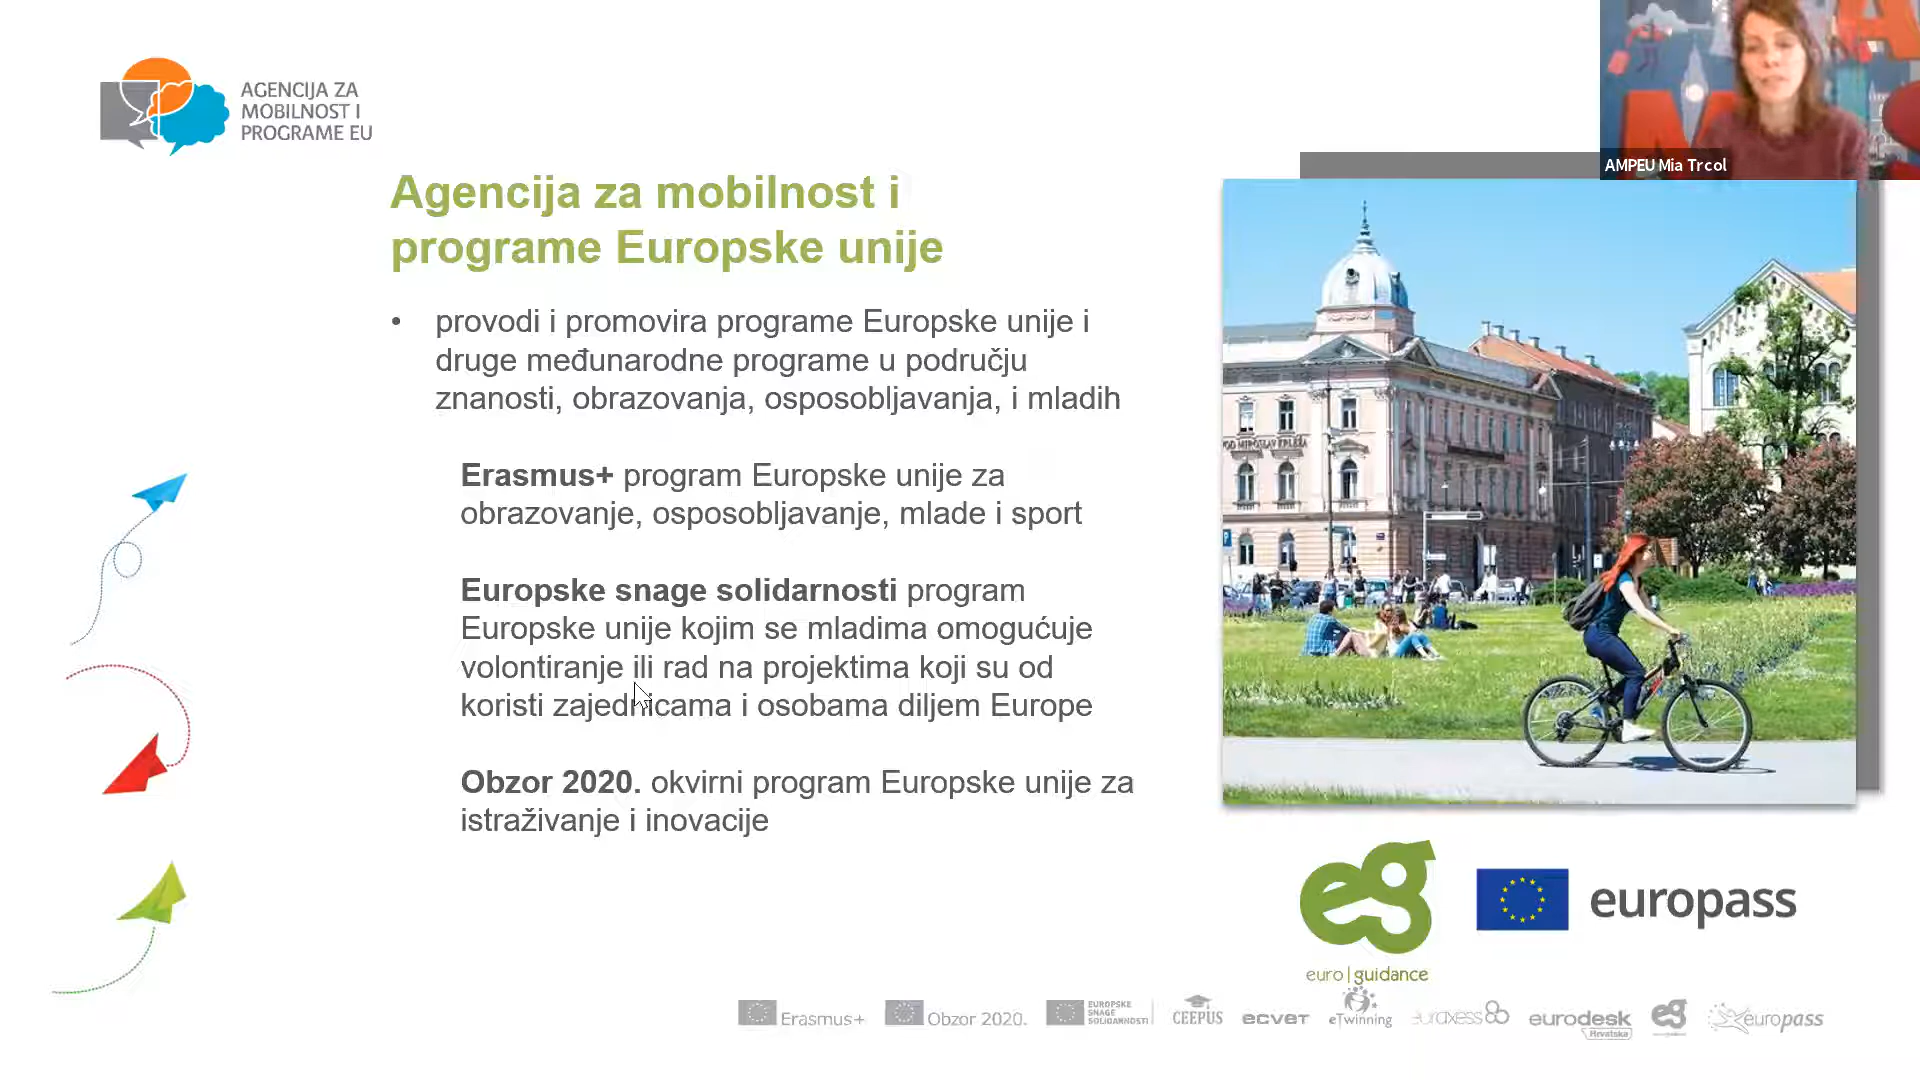 AGENCIJA ZA
MOBILNOST I
PROGRAME EU
AMPEU Mia Trcol
Agencija za mobilnost i
programe Europske unije
• provodi i promovira programe Europske unije i
druge međunarodne programe u području
znanosti, obrazovanja, osposobljavanja, i mladih
Erasmus+ program Europske unije za
obrazovanje, osposobljavanje, mlade i sport
Europske snage solidarnosti program
Europske unije kojim se mladima omogućuje
volontiranje ili rad na projektima koji su od
koristi zajednicama i osobama diljem Europe
Obzor 2020. okvirni program Europske unije za
istraživanje i inovacije
eg
euro|guidance
europass
Erasmus+
Obzor 2020.
EUROPSKE
SNAGE
SOLIDARNOSTI
CEEPUS
ecvet
eTwinning
euraxess
eurodesk
Hrvatska
eg
europass